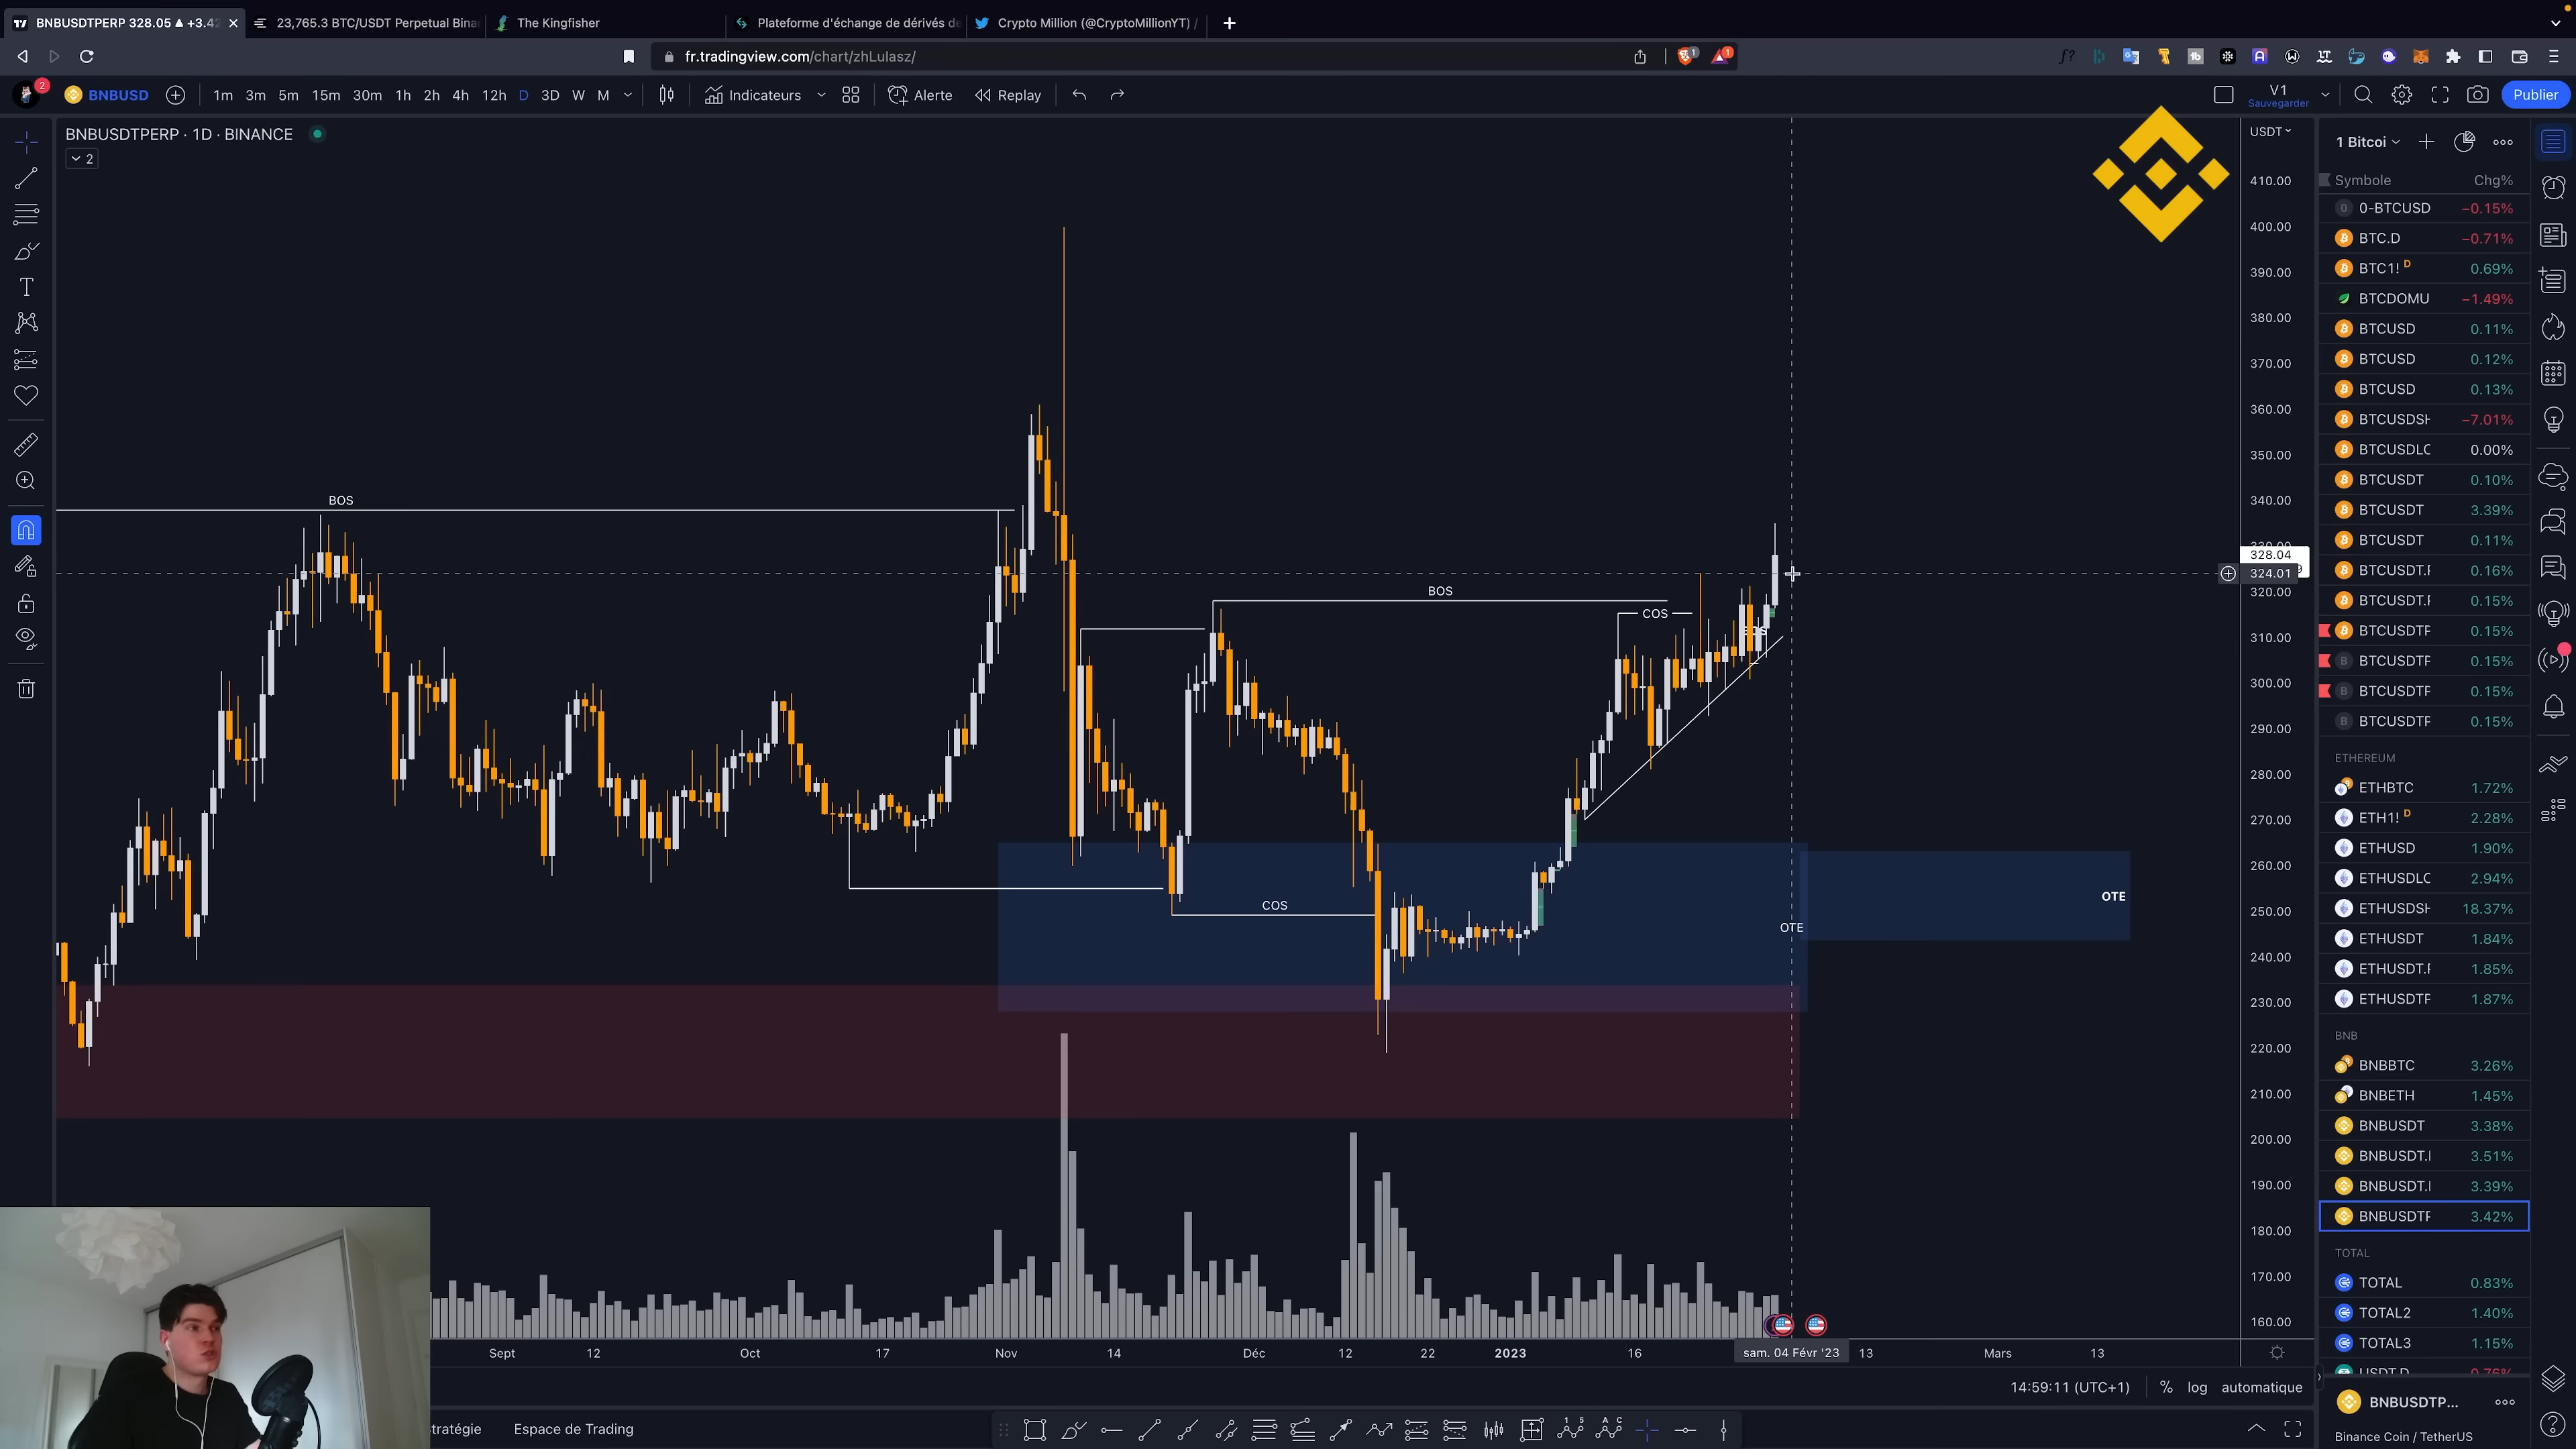 BNBUSDTPERP 328.05 ▲ +3.42
23,765.3 BTC/USDT Perpetual Bina
The Kingfisher
Plateforme d'échange de dérivés de
Crypto Million (@CryptoMillionYT) /
fr.tradingview.com/chart/zhLulasz/
BNBUSD
1m 3m 5m 15m 30m 1h 2h 4h 12h D 3D W M
Indicateurs
Alerte
Replay
V1
Sauvegarder
Publier
BNBUSDTPERP · 1D · BINANCE
2
USDT
410.00
400.00
390.00
380.00
370.00
360.00
350.00
340.00
328.04
324.01
320.00
310.00
300.00
290.00
280.00
270.00
260.00
250.00
240.00
230.00
220.00
210.00
200.00
190.00
180.00
170.00
160.00
BOS
BOS
COS
COS
OTE
OTE
1 Bitcoi
Symbole Chg%
0-BTCUSD −0.15%
BTC.D −0.71%
BTC1! D 0.69%
BTCDOMU −1.49%
BTCUSD 0.11%
BTCUSD 0.12%
BTCUSD 0.13%
BTCUSDSH −7.01%
BTCUSDLC 0.00%
BTCUSDT 0.10%
BTCUSDT 3.39%
BTCUSDT 0.11%
BTCUSDT.F 0.16%
BTCUSDT.F 0.15%
BTCUSDTF 0.15%
BTCUSDTF 0.15%
BTCUSDTF 0.15%
BTCUSDTF 0.15%
ETHEREUM
ETHBTC 1.72%
ETH1! D 2.28%
ETHUSD 1.90%
ETHUSDLC 2.94%
ETHUSDSH 18.37%
ETHUSDT 1.84%
ETHUSDT.F 1.85%
ETHUSDTF 1.87%
BNB
BNBBTC 3.26%
BNBETH 1.45%
BNBUSDT 3.38%
BNBUSDT.I 3.51%
BNBUSDT.I 3.39%
BNBUSDTF 3.42%
TOTAL
TOTAL 0.83%
TOTAL2 1.40%
TOTAL3 1.15%
Sept 12 Oct 17 Nov 14 Déc 12 22 2023 16 sam. 04 Févr '23 13 Mars 13
14:59:11 (UTC+1) % log automatique
tratégie Espace de Trading
BNBUSDTP...
Binance Coin / TetherUS